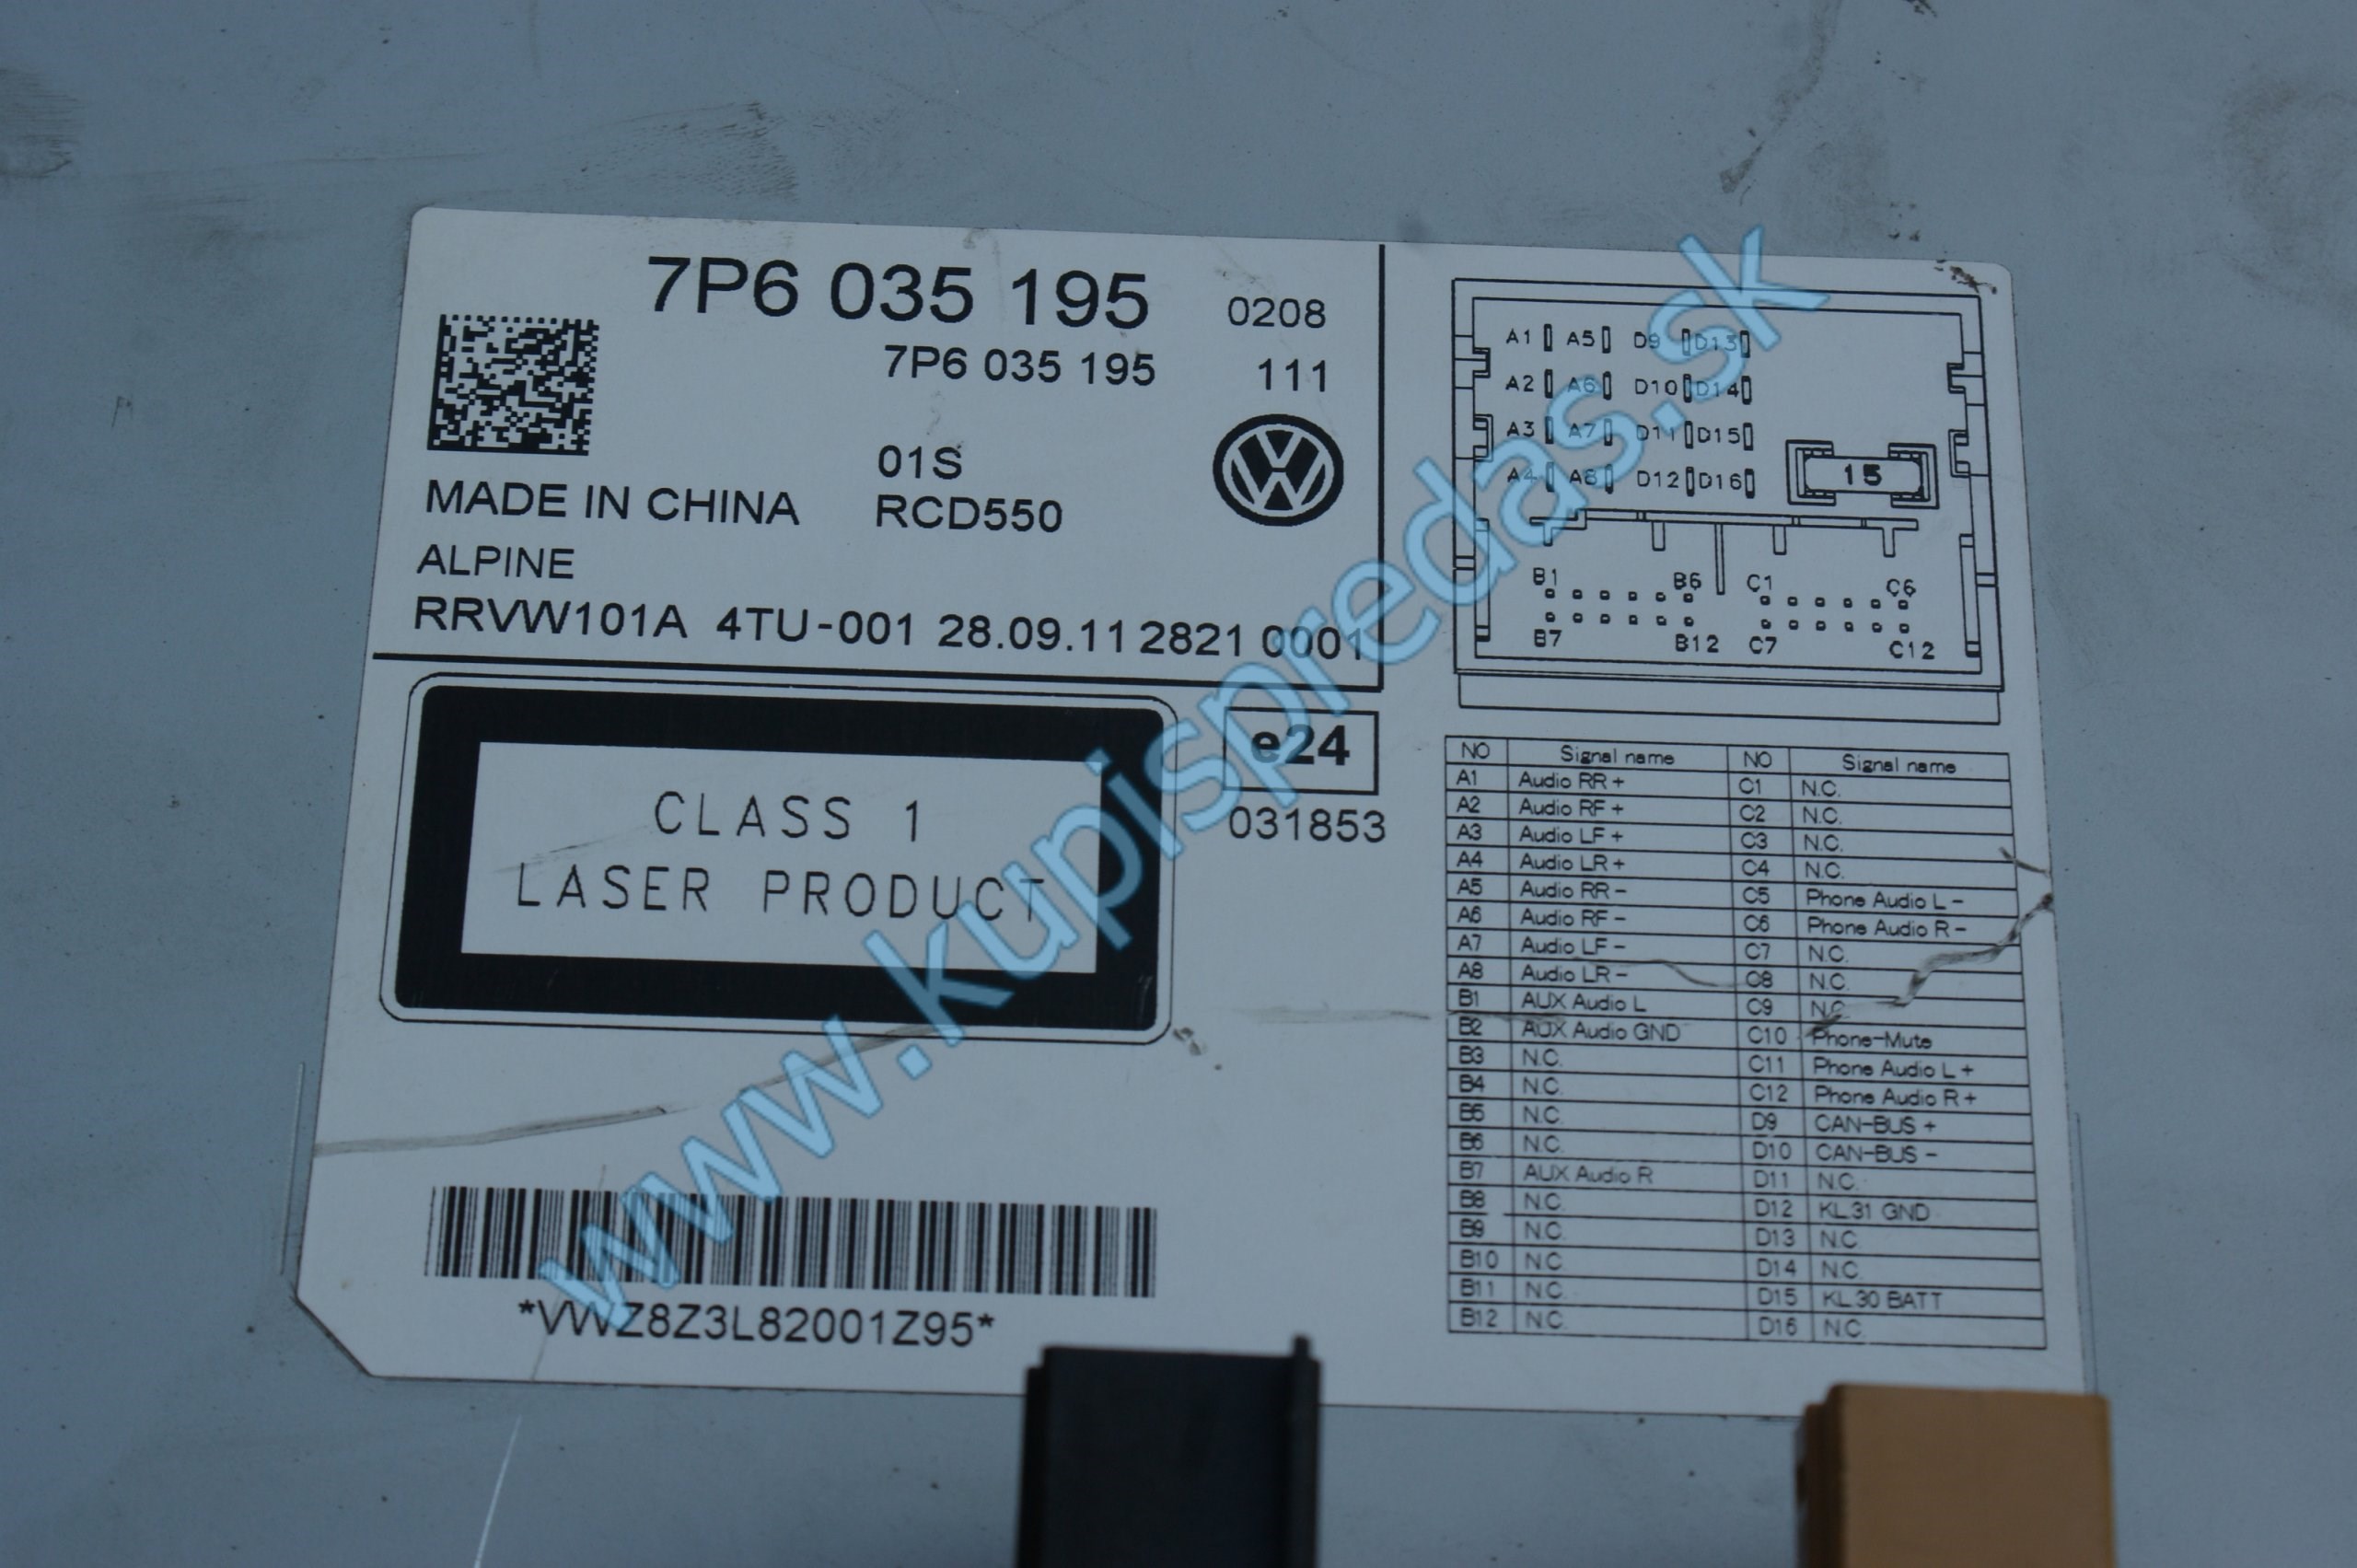 7P6 035 195 0208
7P6 035 195 111
01S
MADE IN CHINA RCD550
ALPINE
RRVW101A 4TU-001 28.09.11 2821 0001
CLASS 1
LASER PRODUCT
e24
031853
*VWZ8Z3L82001Z95*
A1 A5 D9 D13
A2 A6 D10 D14
A3 A7 D11 D15
A4 A8 D12 D16
15
B1 B6 C1 C6
B7 B12 C7 C12
NO Signal name NO Signal name
A1 Audio RR + C1 N.C.
A2 Audio RF + C2 N.C.
A3 Audio LF + C3 N.C.
A4 Audio LR + C4 N.C.
A5 Audio RR - C5 Phone Audio L -
A6 Audio RF - C6 Phone Audio R -
A7 Audio LF - C7 N.C.
A8 Audio LR - C8 N.C.
B1 AUX Audio L C9 N.C.
B2 AUX Audio GND C10 Phone-Mute
B3 N.C. C11 Phone Audio L +
B4 N.C. C12 Phone Audio R +
B5 N.C. D9 CAN-BUS +
B6 N.C. D10 CAN-BUS -
B7 AUX Audio R D11 N.C.
B8 N.C. D12 KL31 GND
B9 N.C. D13 N.C
B10 N.C D14 N.C.
B11 N.C. D15 KL30 BATT
B12 N.C. D16 N.C.
www.kupispredas.sk